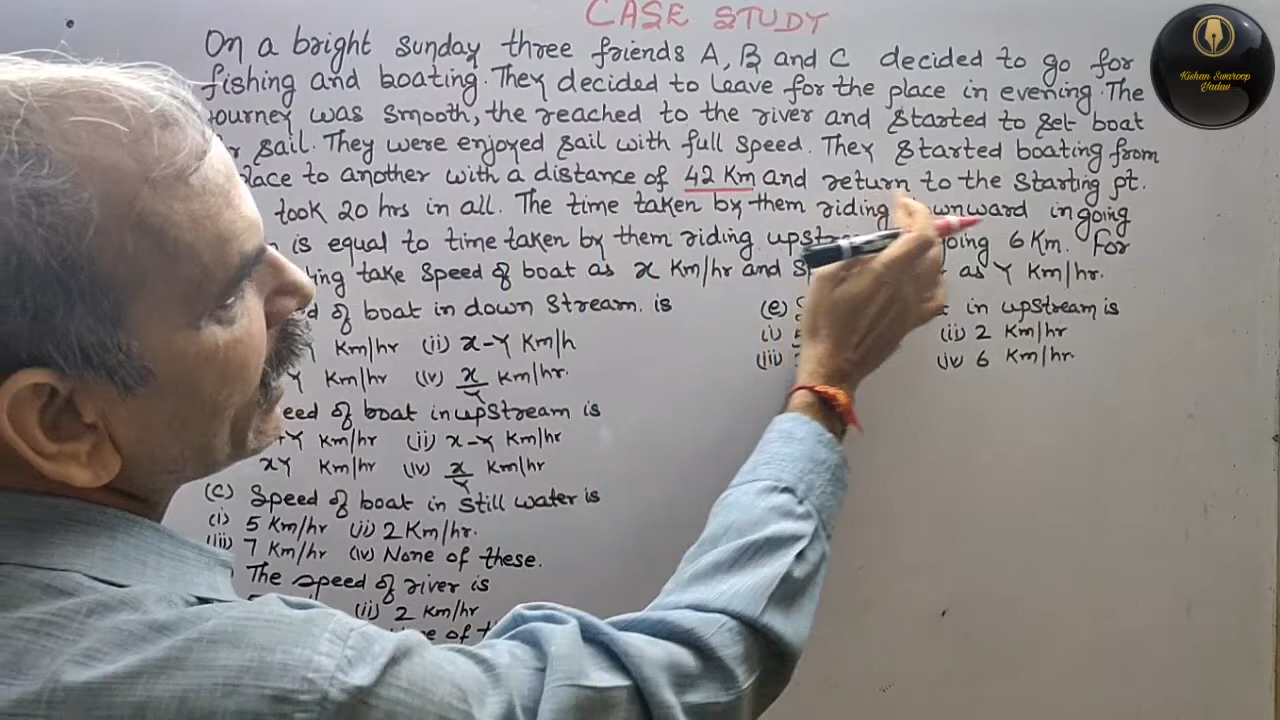 CASE STUDY
On a bright sunday three friends A, B and C decided to go for
fishing and boating. They decided to leave for the place in evening. The
journey was smooth, the reached to the river and started to set boat
sail. They were enjoyed sail with full speed. They started boating from
to another with a distance of 42 Km and return to the starting pt.
took 20 hrs in all. The time taken by them riding in going
is equal to time taken by them riding 6 Km. For
take speed of boat as x Km/hr and as Y Km/hr.
of boat in down stream. is
Km/hr (ii) x-Y Km/h
Km/hr (iv) x/Y Km/hr.
of boat in upstream is
Km/hr (ii) x-Y Km/hr
xY Km/hr (iv) x/Y Km/hr
(C) Speed of boat in still water is
(i) 5 Km/hr (ii) 2 Km/hr.
(iii) 7 Km/hr (iv) None of these.
The speed of river is
(ii) 2 Km/hr
(e) in upstream is
(i) (ii) 2 Km/hr
(iii) (iv) 6 Km/hr.
Kishan Swaroop
Yadav